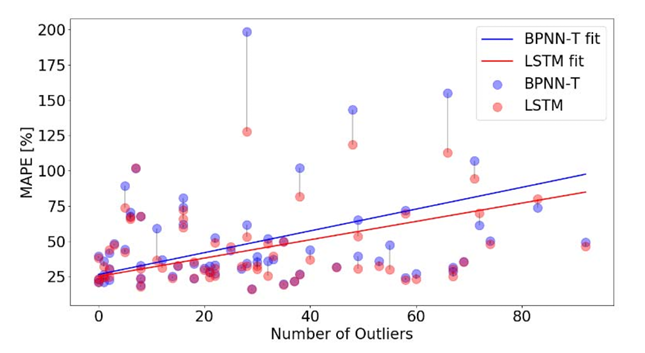 200
175
150
125
100
75
50
25
MAPE [%]
0 20 40 60 80
Number of Outliers
BPNN-T fit
LSTM fit
BPNN-T
LSTM